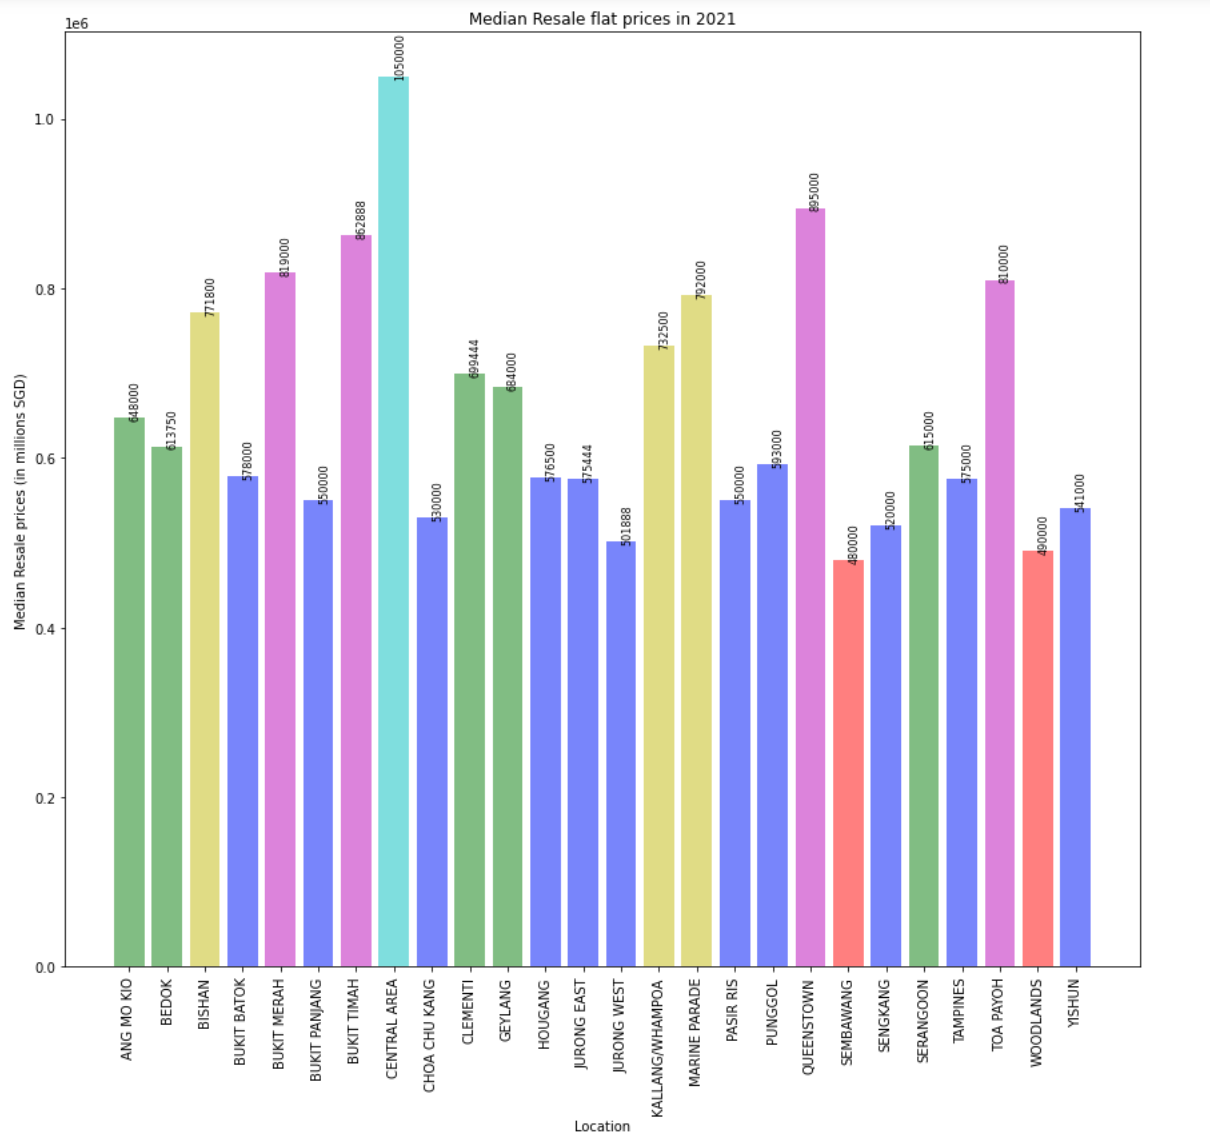 Median Resale flat prices in 2021
1e6
Median Resale prices (in millions SGD)
1.0
0.8
0.6
0.4
0.2
0.0
648000
613750
771800
578000
819000
550000
862888
1050000
530000
699444
684000
576500
575444
501888
732500
792000
550000
593000
895000
480000
520000
615000
575000
810000
490000
541000
ANG MO KIO
BEDOK
BISHAN
BUKIT BATOK
BUKIT MERAH
BUKIT PANJANG
BUKIT TIMAH
CENTRAL AREA
CHOA CHU KANG
CLEMENTI
GEYLANG
HOUGANG
JURONG EAST
JURONG WEST
KALLANG/WHAMPOA
MARINE PARADE
PASIR RIS
PUNGGOL
QUEENSTOWN
SEMBAWANG
SENGKANG
SERANGOON
TAMPINES
TOA PAYOH
WOODLANDS
YISHUN
Location